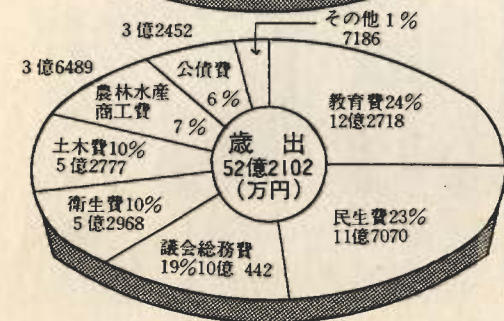 その他1%
7186
3億2452
公債費
6%
3億6489
農林水産
商工費
7%
教育費24%
12億2718
歳出
52億2102
(万円)
土木費10%
5億2777
衛生費10%
5億2968
民生費23%
11億7070
議会総務費
19%10億 442